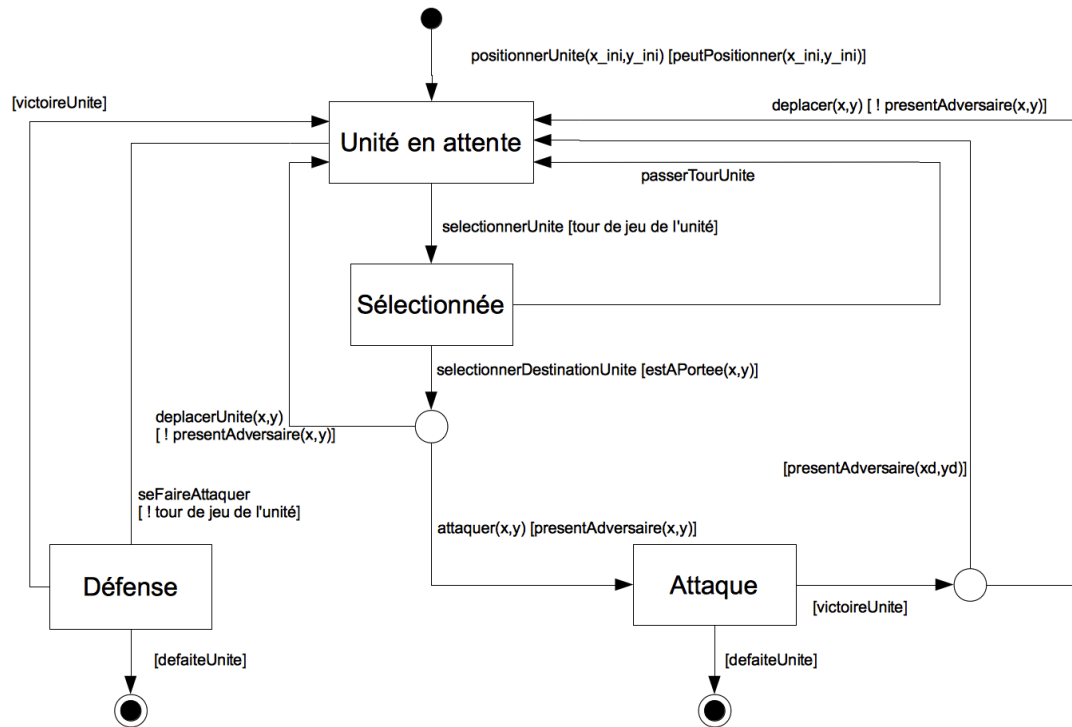 positionnerUnite(x_ini,y_ini) [peutPositionner(x_ini,y_ini)]
[victoireUnite]
deplacer(x,y) [ ! presentAdversaire(x,y)]
Unité en attente
passerTourUnite
selectionnerUnite [tour de jeu de l'unité]
Sélectionnée
selectionnerDestinationUnite [estAPortee(x,y)]
deplacerUnite(x,y)
[ ! presentAdversaire(x,y)]
[presentAdversaire(xd,yd)]
seFaireAttaquer
[ ! tour de jeu de l'unité]
attaquer(x,y) [presentAdversaire(x,y)]
Défense
Attaque
[victoireUnite]
[defaiteUnite]
[defaiteUnite]